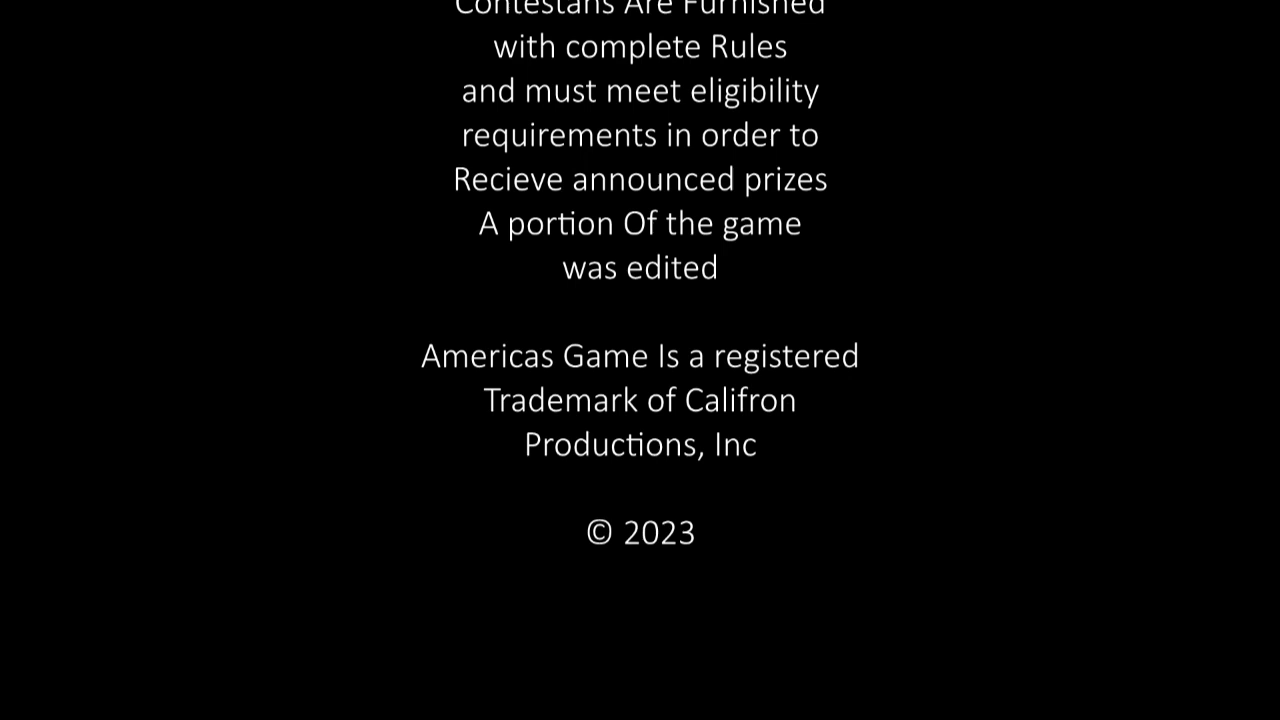 Contestans Are Furnished
with complete Rules
and must meet eligibility
requirements in order to
Recieve announced prizes
A portion Of the game
was edited
Americas Game Is a registered
Trademark of Califron
Productions, Inc
© 2023